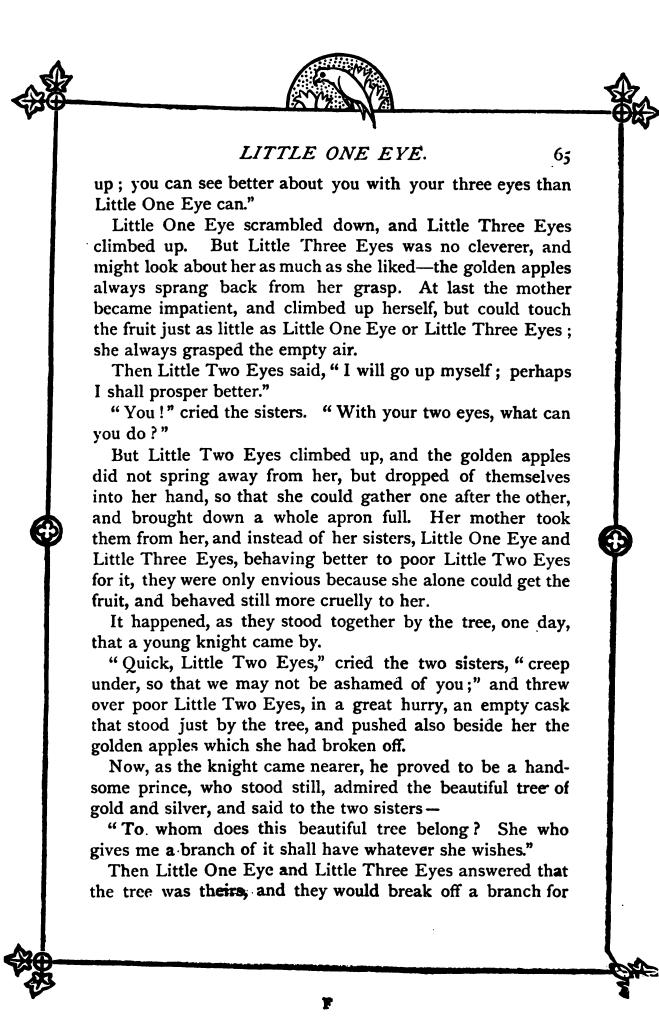 LITTLE ONE EYE. 65
up; you can see better about you with your three eyes than
Little One Eye can."
Little One Eye scrambled down, and Little Three Eyes
climbed up. But Little Three Eyes was no cleverer, and
might look about her as much as she liked—the golden apples
always sprang back from her grasp. At last the mother
became impatient, and climbed up herself, but could touch
the fruit just as little as Little One Eye or Little Three Eyes;
she always grasped the empty air.
Then Little Two Eyes said, "I will go up myself; perhaps
I shall prosper better."
"You!" cried the sisters. "With your two eyes, what can
you do?"
But Little Two Eyes climbed up, and the golden apples
did not spring away from her, but dropped of themselves
into her hand, so that she could gather one after the other,
and brought down a whole apron full. Her mother took
them from her, and instead of her sisters, Little One Eye and
Little Three Eyes, behaving better to poor Little Two Eyes
for it, they were only envious because she alone could get the
fruit, and behaved still more cruelly to her.
It happened, as they stood together by the tree, one day,
that a young knight came by.
"Quick, Little Two Eyes," cried the two sisters, "creep
under, so that we may not be ashamed of you;" and threw
over poor Little Two Eyes, in a great hurry, an empty cask
that stood just by the tree, and pushed also beside her the
golden apples which she had broken off.
Now, as the knight came nearer, he proved to be a hand-
some prince, who stood still, admired the beautiful tree of
gold and silver, and said to the two sisters—
"To whom does this beautiful tree belong? She who
gives me a branch of it shall have whatever she wishes."
Then Little One Eye and Little Three Eyes answered that
the tree was theirs, and they would break off a branch for
F